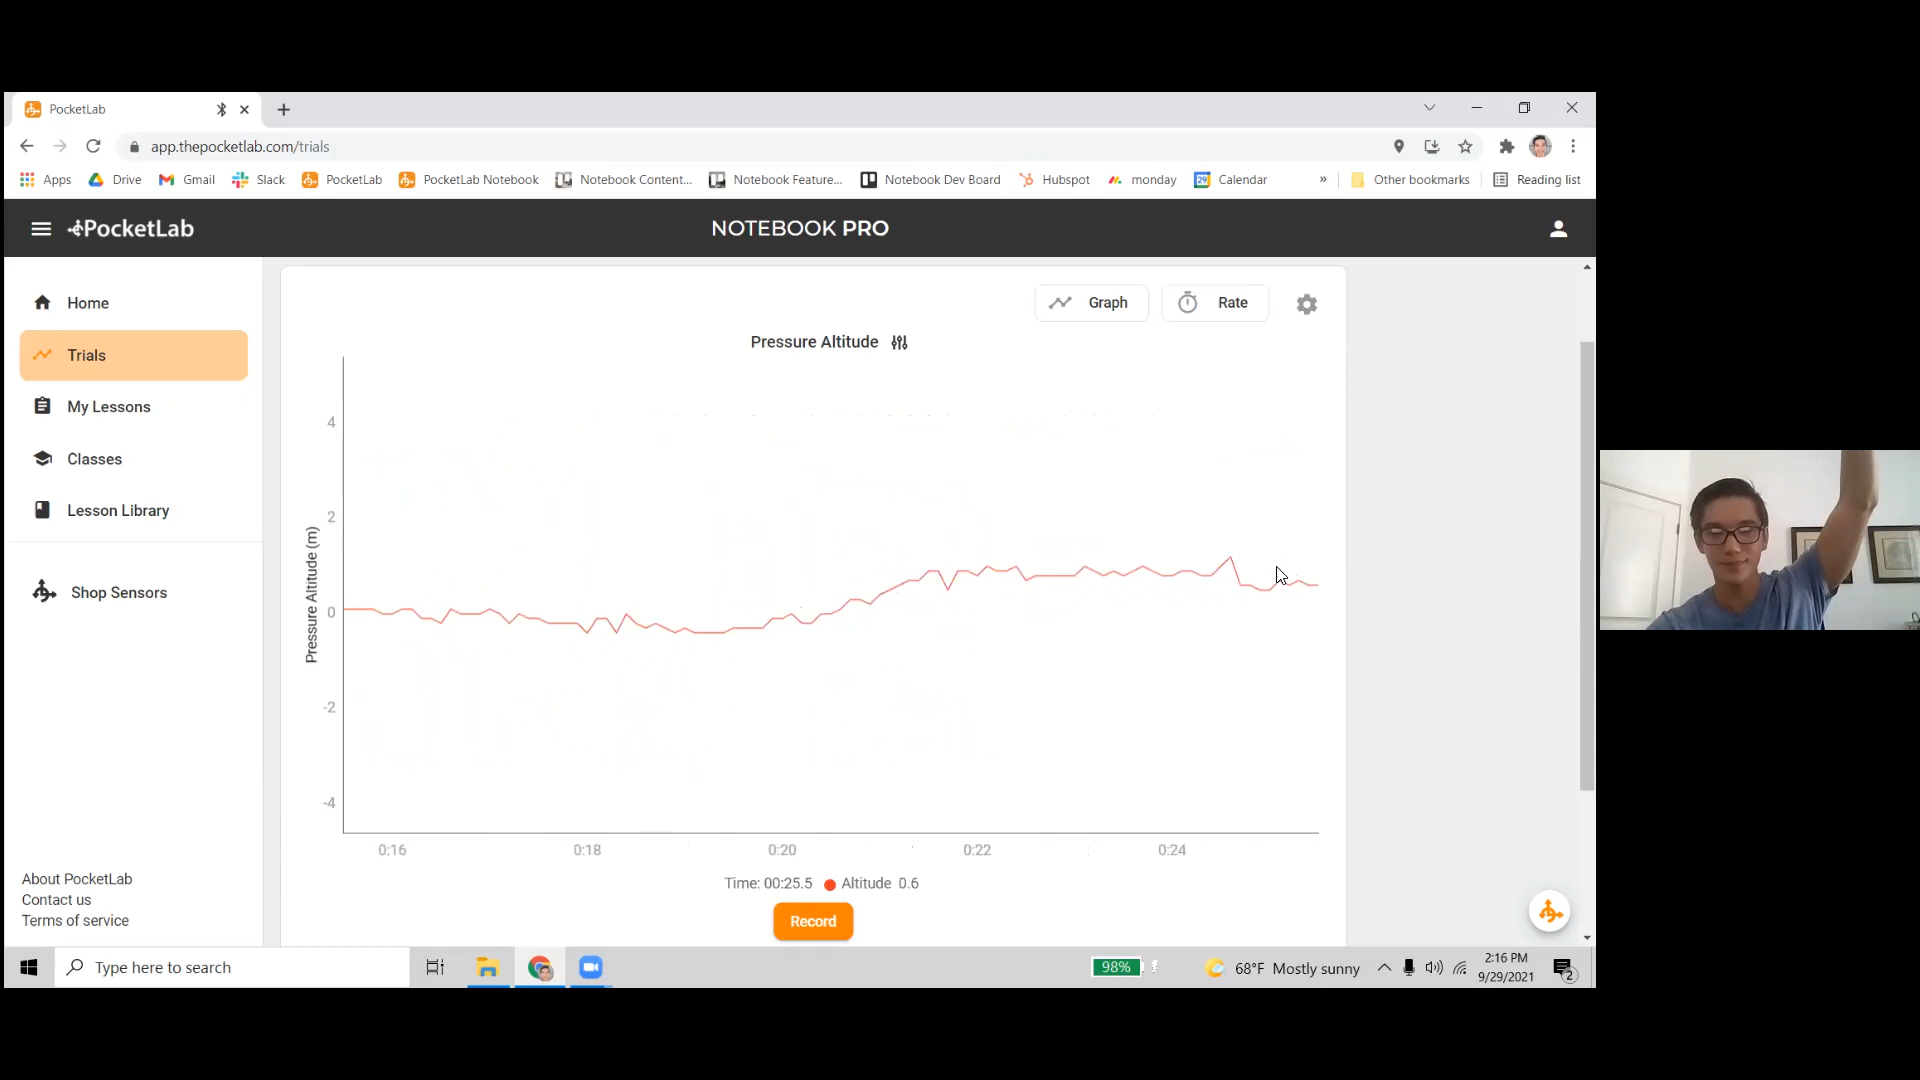 PocketLab
app.thepocketlab.com/trials
Apps Drive Gmail Slack PocketLab PocketLab Notebook Notebook Content... Notebook Feature... Notebook Dev Board Hubspot monday 29 Calendar » Other bookmarks Reading list
PocketLab NOTEBOOK PRO
Home
Trials
My Lessons
Classes
Lesson Library
Shop Sensors
About PocketLab
Contact us
Terms of service
Graph Rate
Pressure Altitude
Pressure Altitude (m)
4
2
0
-2
-4
0:16 0:18 0:20 0:22 0:24
Time: 00:25.5 Altitude 0.6
Record
Type here to search
98%
68°F Mostly sunny
2:16 PM
9/29/2021
2